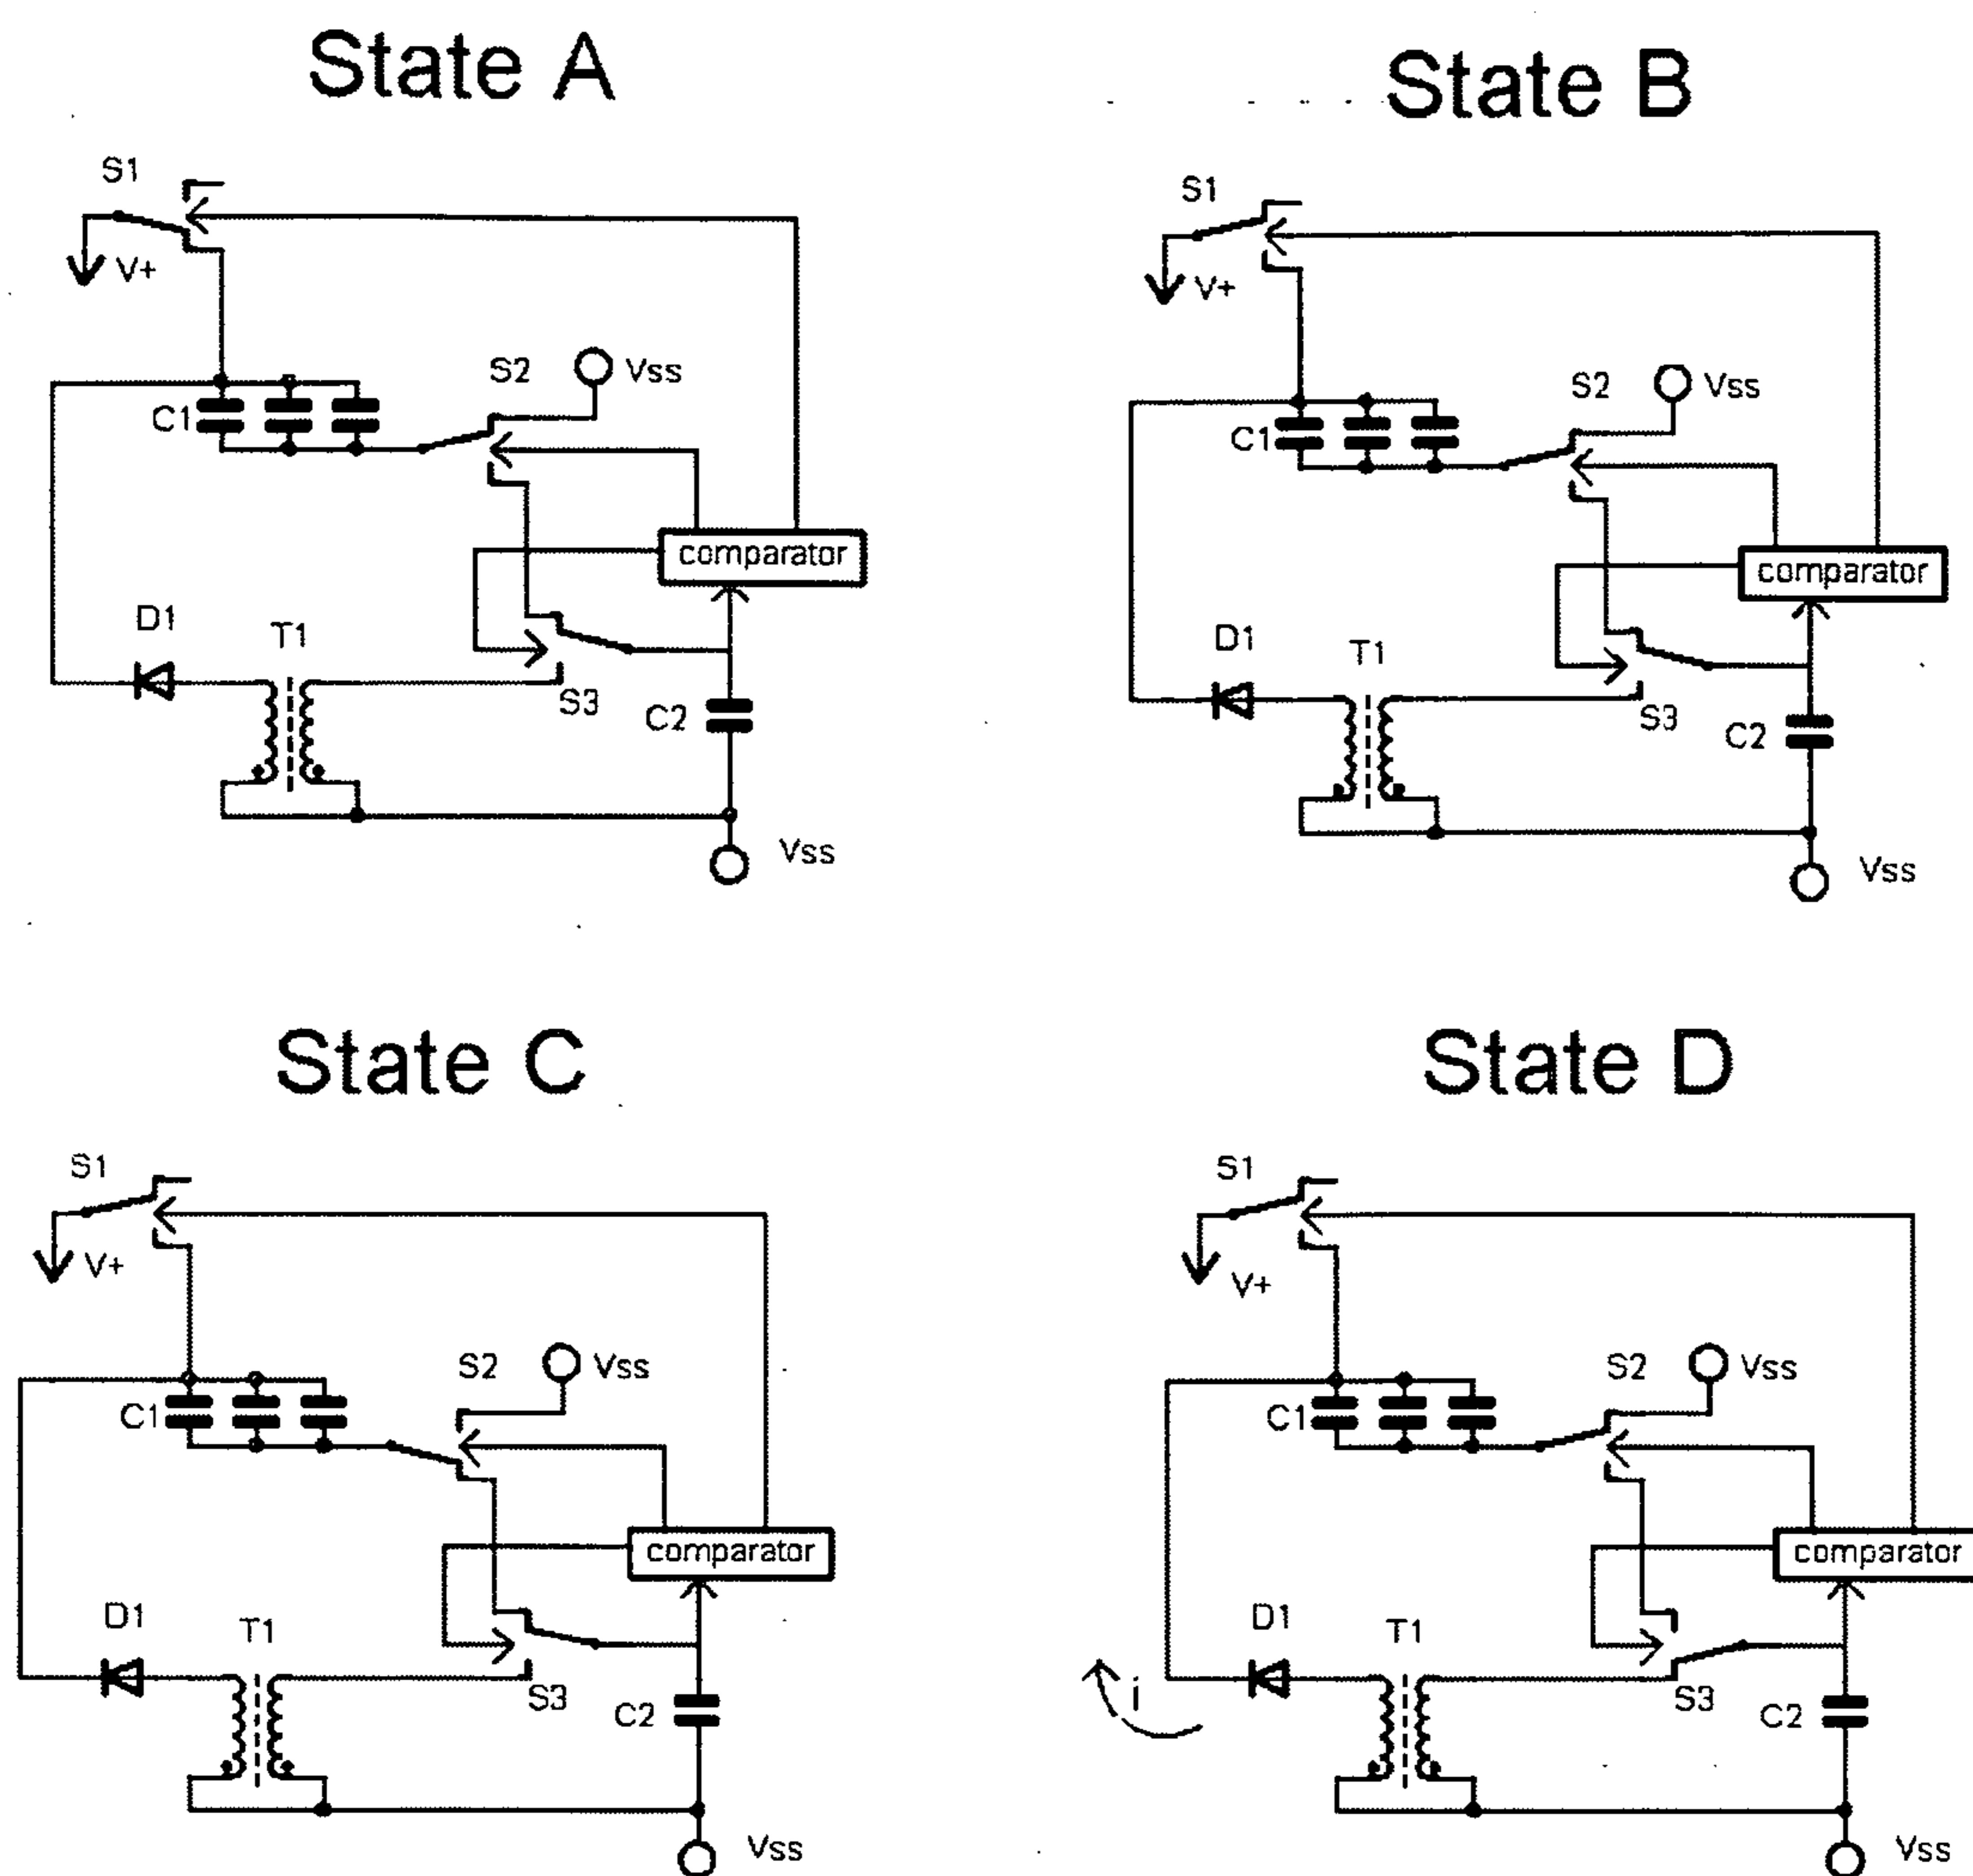 State A
S1
V+
S2
Vss
C1
comparator
D1
T1
S3
C2
Vss
State B
S1
V+
S2
Vss
C1
comparator
D1
T1
S3
C2
Vss
State C
S1
V+
S2
Vss
C1
comparator
D1
T1
S3
C2
Vss
State D
S1
V+
S2
Vss
C1
comparator
D1
T1
i
S3
C2
Vss